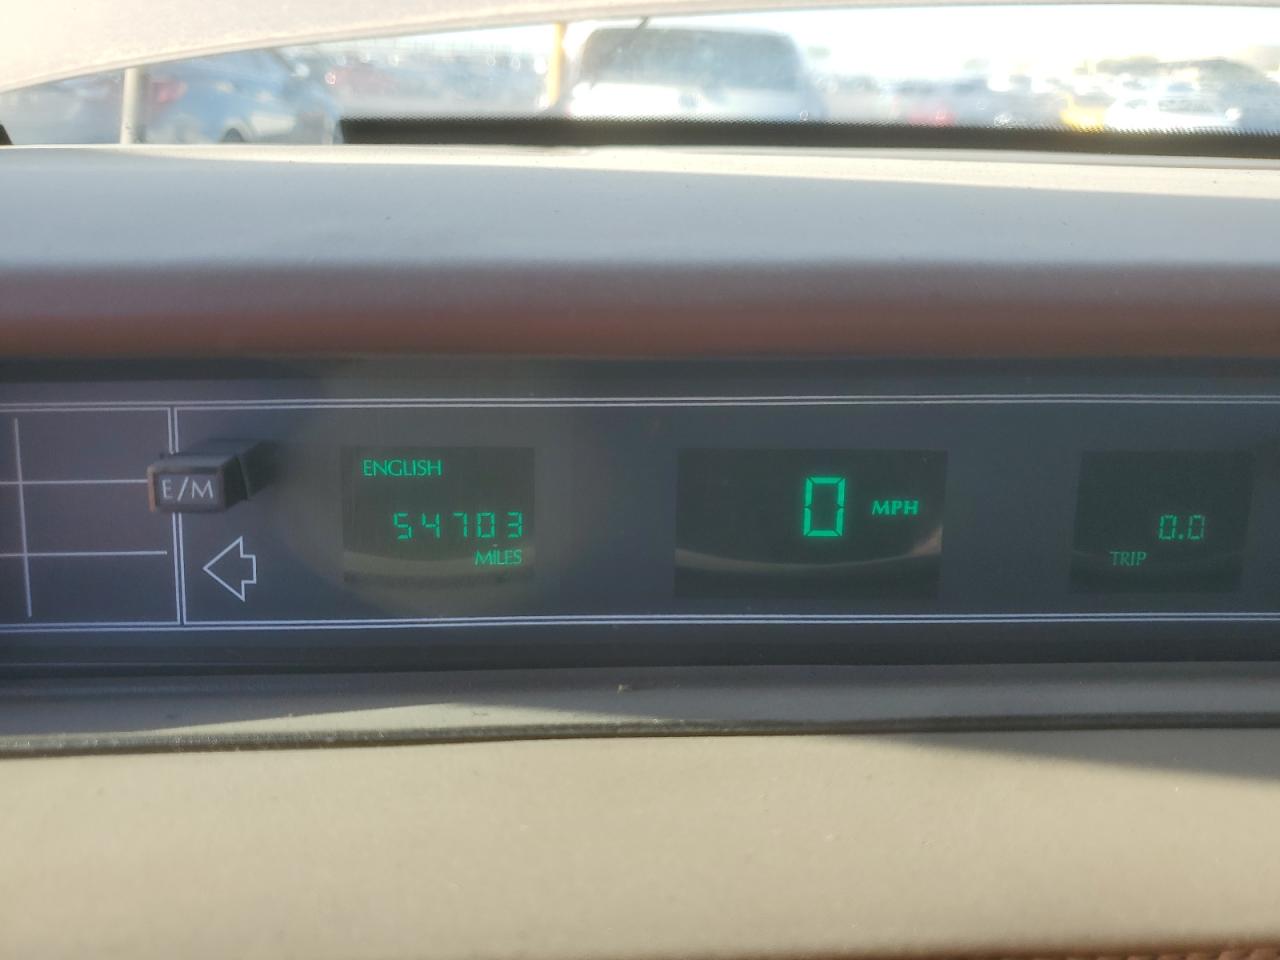 E/M
ENGLISH
54703
MILES
0 MPH
0.0
TRIP